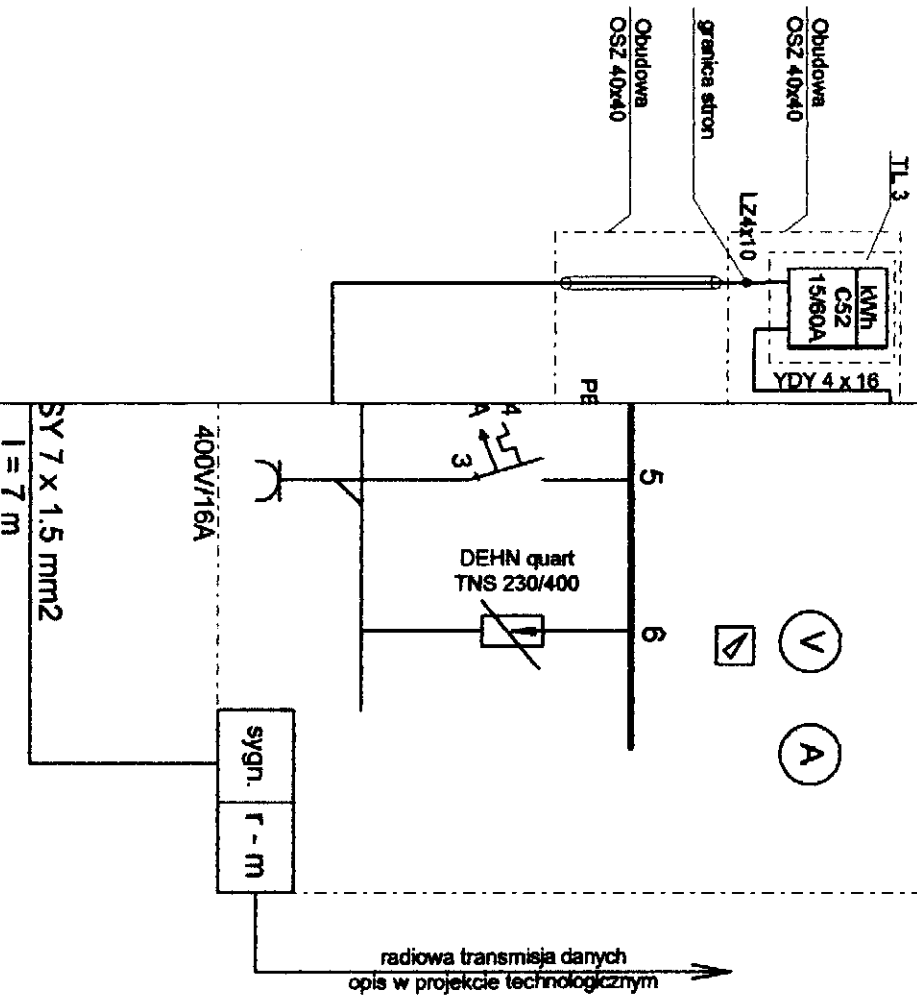 TL 3
Obudowa
OSZ 40x40
granica stron
Obudowa
OSZ 40x40
LZ4x10
kWh
C52
15/60A
YDY 4 x 16
5
3
400V/16A
SY 7 x 1.5 mm2
l = 7 m
DEHN quart
TNS 230/400
6
V
A
sygn.
r - m
radiowa transmisja danych
opis w projekcie technologicznym